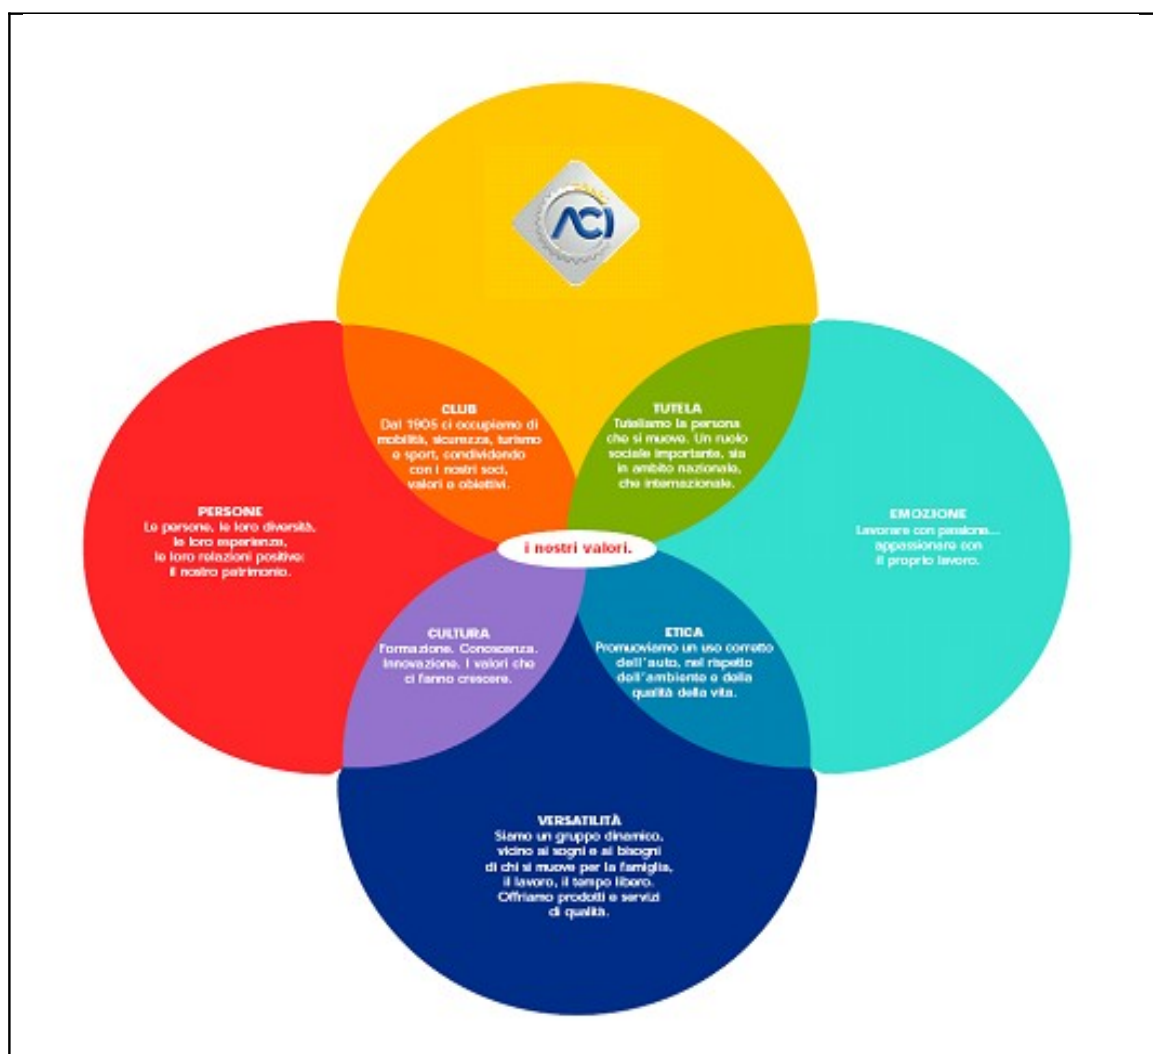 ACI
CLUB
Dal 1905 ci occupiamo di
mobilità, sicurezza, turismo
e sport, condividendo
con i nostri soci,
valori e obiettivi.
TUTELA
Tuteliamo la persona
che si muove. Un ruolo
sociale importante, sia
in ambito nazionale,
che internazionale.
PERSONE
Le persone, le loro diversità,
le loro esperienze,
le loro relazioni positive:
il nostro patrimonio.
EMOZIONE
Lavorare con passione...
appassionare con
il proprio lavoro.
i nostri valori.
CULTURA
Formazione. Conoscenza.
Innovazione. I valori che
ci fanno crescere.
ETICA
Promuoviamo un uso corretto
dell'auto, nel rispetto
dell'ambiente e della
qualità della vita.
VERSATILITÀ
Siamo un gruppo dinamico,
vicino ai sogni e ai bisogni
di chi si muove per la famiglia,
il lavoro, il tempo libero.
Offriamo prodotti e servizi
di qualità.